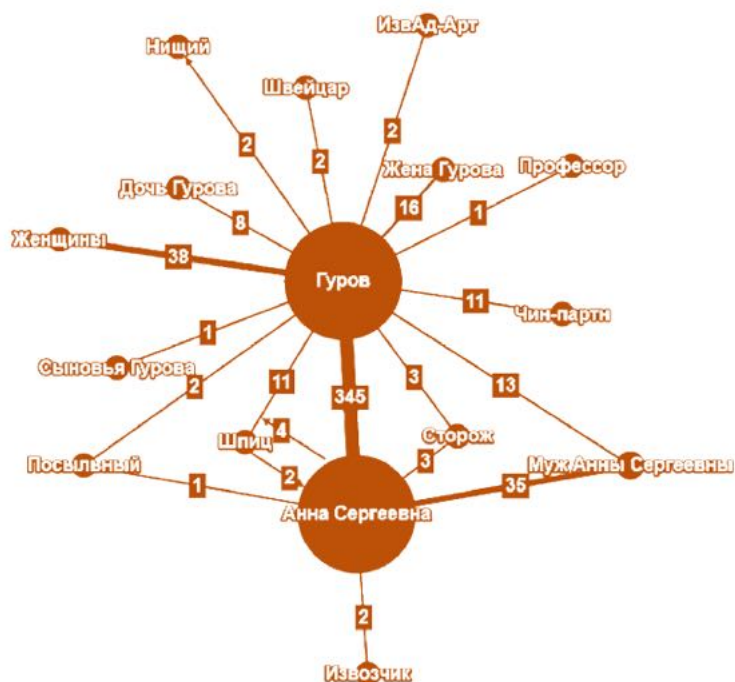 ИзвАд-Арт
Нищий
Швейцар
2
2
2
Жена Гурова
Профессор
Дочь Гурова
16
1
8
Женщины
38
Гуров
11
Чин-партн
1
Сыновья Гурова
2
11
345
3
13
Шпиц
4
Сторож
Посыльный
2
3
Муж Анны Сергеевны
1
35
Анна Сергеевна
2
Извозчик